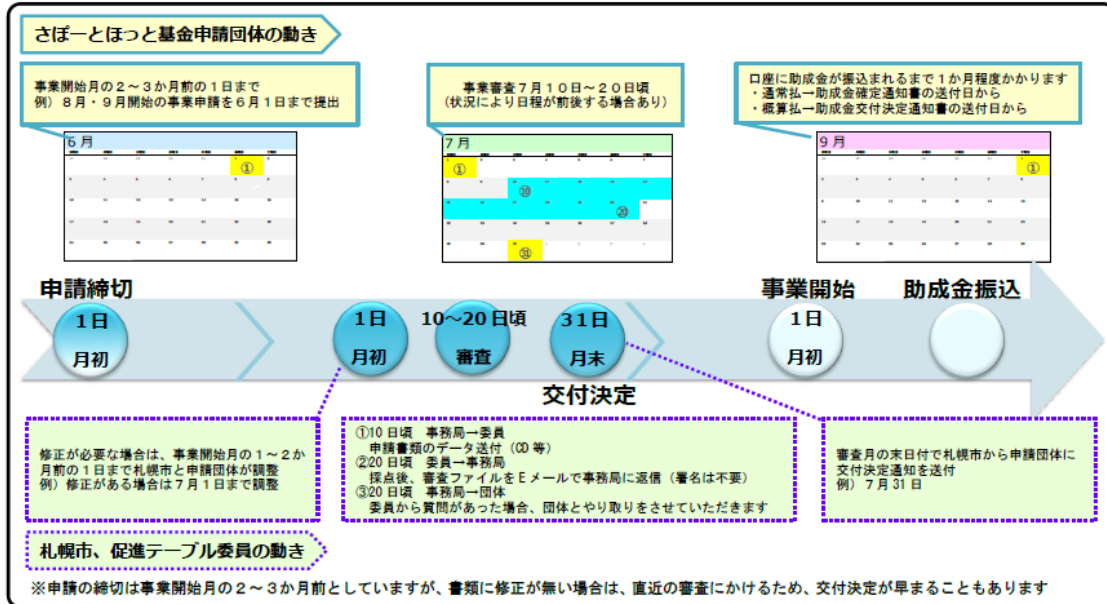 さぽーとほっと基金申請団体の動き
事業開始月の２～３か月前の１日まで
例）８月・９月開始の事業申請を６月１日まで提出
事業審査７月１０日～２０日頃
（状況により日程が前後する場合あり）
口座に助成金が振込まれるまで１か月程度かかります
・通常払→助成金確定通知書の送付日から
・概算払→助成金交付決定通知書の送付日から
６月
①
７月
①
⑩
⑳
㉛
９月
①
申請締切
１日
月初
１日
月初
10～20日頃
審査
31日
月末
交付決定
事業開始
１日
月初
助成金振込
修正が必要な場合は、事業開始月の１～２か
月前の１日まで札幌市と申請団体が調整
例）修正がある場合は７月１日まで調整
①10日頃　事務局→委員
申請書類のデータ送付（CD等）
②20日頃　委員→事務局
採点後、審査ファイルをＥメールで事務局に返信（署名は不要）
③20日頃　事務局→団体
委員から質問があった場合、団体とやり取りをさせていただきます
審査月の末日付で札幌市から申請団体に
交付決定通知を送付
例）７月31日
札幌市、促進テーブル委員の動き
※申請の締切は事業開始月の２～３か月前としていますが、書類に修正が無い場合は、直近の審査にかけるため、交付決定が早まることもあります